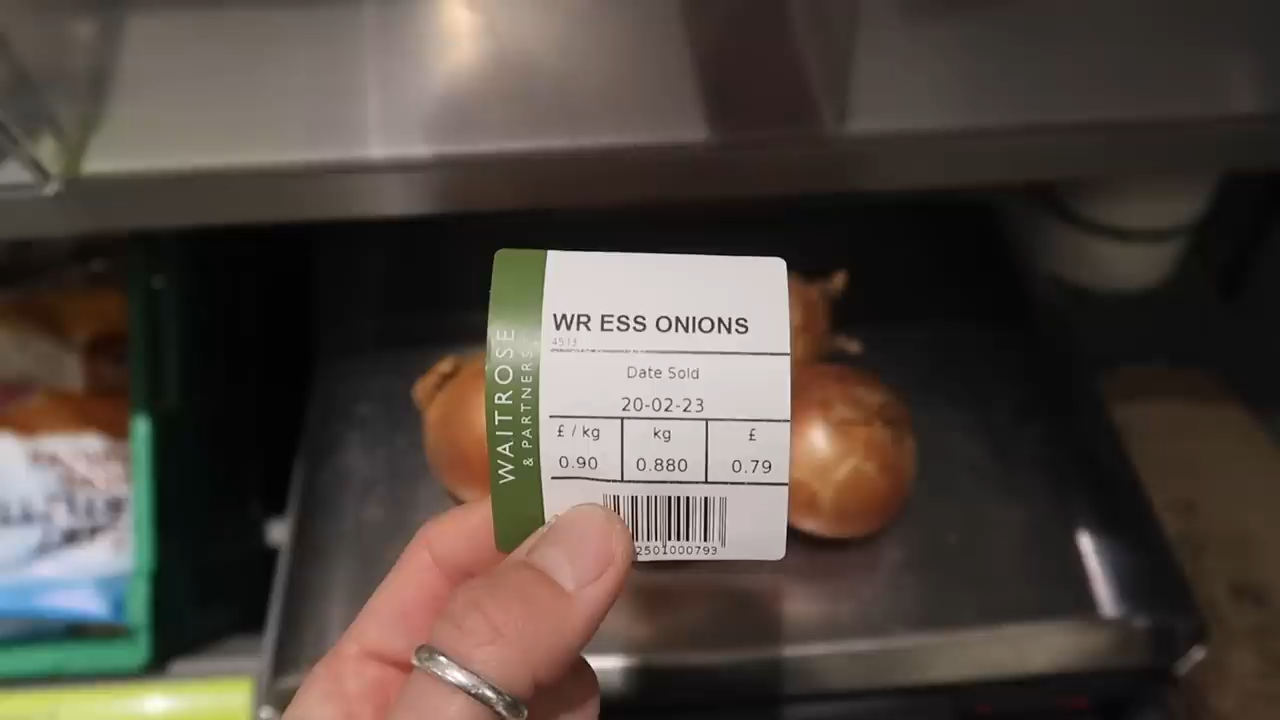 WAITROSE
& PARTNERS
WR ESS ONIONS
4513
Date Sold
20-02-23
£ / kg kg £
0.90 0.880 0.79
2501000793